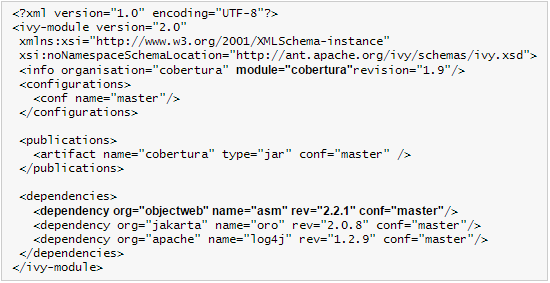 <?xml version="1.0" encoding="UTF-8"?>
<ivy-module version="2.0"
xmlns:xsi="http://www.w3.org/2001/XMLSchema-instance"
xsi:noNamespaceSchemaLocation="http://ant.apache.org/ivy/schemas/ivy.xsd">
<info organisation="cobertura" module="cobertura"revision="1.9"/>
<configurations>
<conf name="master"/>
</configurations>
<publications>
<artifact name="cobertura" type="jar" conf="master" />
</publications>
<dependencies>
<dependency org="objectweb" name="asm" rev="2.2.1" conf="master"/>
<dependency org="jakarta" name="oro" rev="2.0.8" conf="master"/>
<dependency org="apache" name="log4j" rev="1.2.9" conf="master"/>
</dependencies>
</ivy-module>